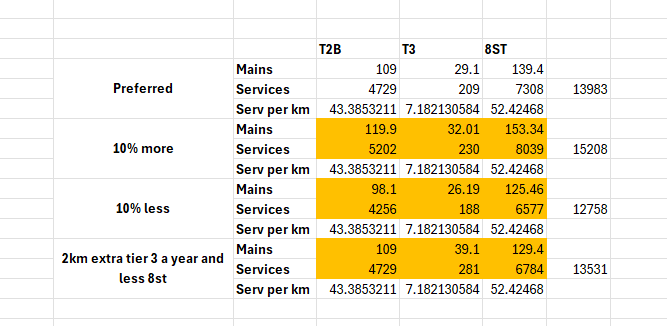 T2B T3 8ST
Mains 109 29.1 139.4
Preferred Services 4729 209 7308 13983
Serv per km 43.3853211 7.182130584 52.42468
Mains 119.9 32.01 153.34
10% more Services 5202 230 8039 15208
Serv per km 43.3853211 7.182130584 52.42468
Mains 98.1 26.19 125.46
10% less Services 4256 188 6577 12758
Serv per km 43.3853211 7.182130584 52.42468
Mains 109 39.1 129.4
2km extra tier 3 a year and
less 8st
Services 4729 281 6784 13531
Serv per km 43.3853211 7.182130584 52.42468